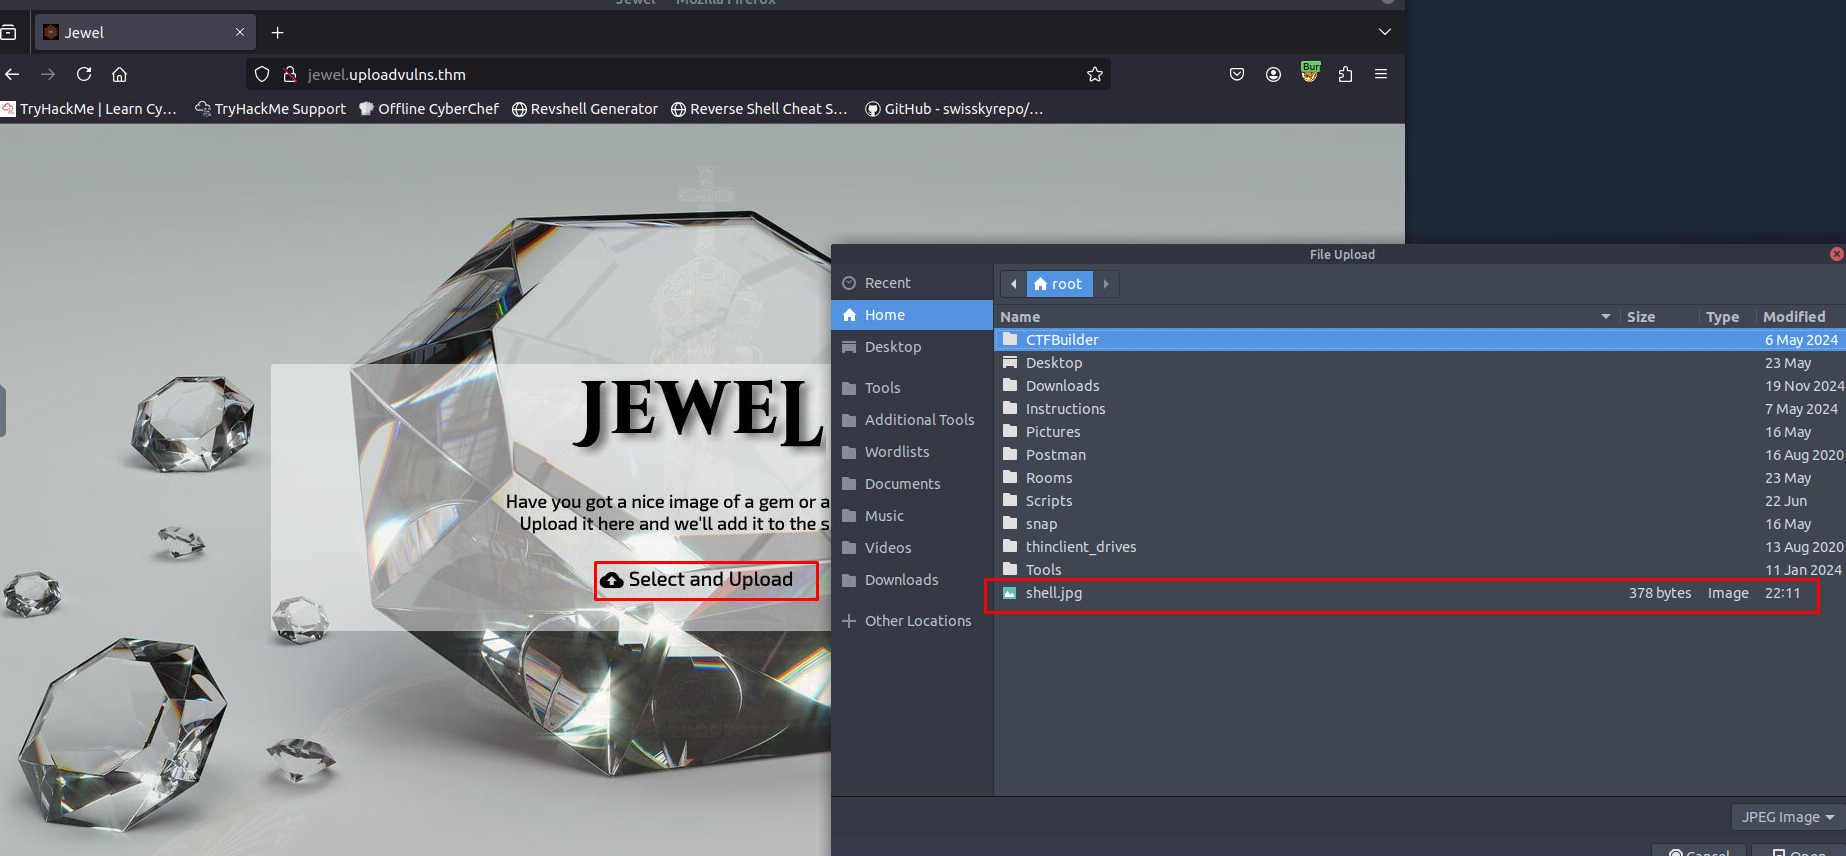 Jewel — Mozilla Firefox
Jewel
jewel.uploadvulns.thm
Burp
TryHackMe | Learn Cy…
TryHackMe Support
Offline CyberChef
Revshell Generator
Reverse Shell Cheat S…
GitHub - swisskyrepo/…
JEWEL
Have you got a nice image of a gem or a
Upload it here and we'll add it to the s
Select and Upload
File Upload
Recent
Home
Desktop
Tools
Additional Tools
Wordlists
Documents
Music
Videos
Downloads
Other Locations
root
Name Size Type Modified
CTFBuilder 6 May 2024
Desktop 23 May
Downloads 19 Nov 2024
Instructions 7 May 2024
Pictures 16 May
Postman 16 Aug 2020
Rooms 23 May
Scripts 22 Jun
snap 16 May
thinclient_drives 13 Aug 2020
Tools 11 Jan 2024
shell.jpg 378 bytes Image 22:11
JPEG Image
Cancel
Open